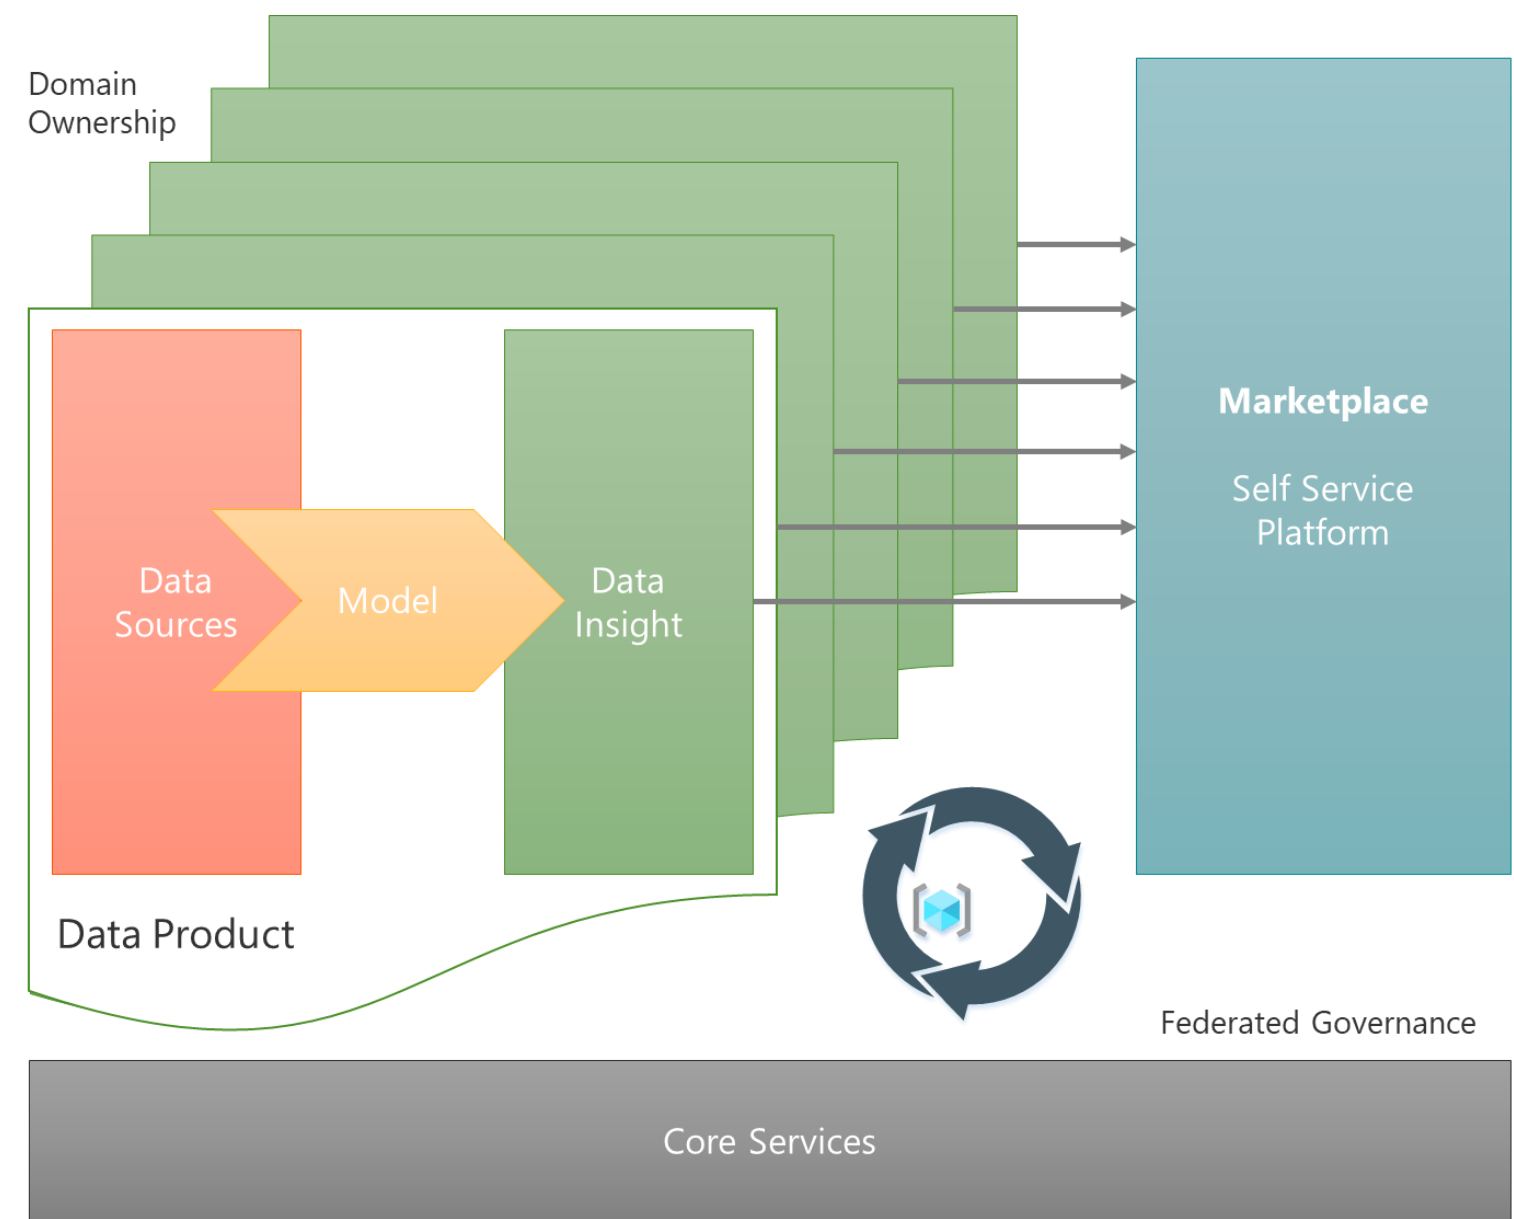 Domain
Ownership
Marketplace
Self Service
Platform
Data
Sources
Model
Data
Insight
Data Product
Federated Governance
Core Services